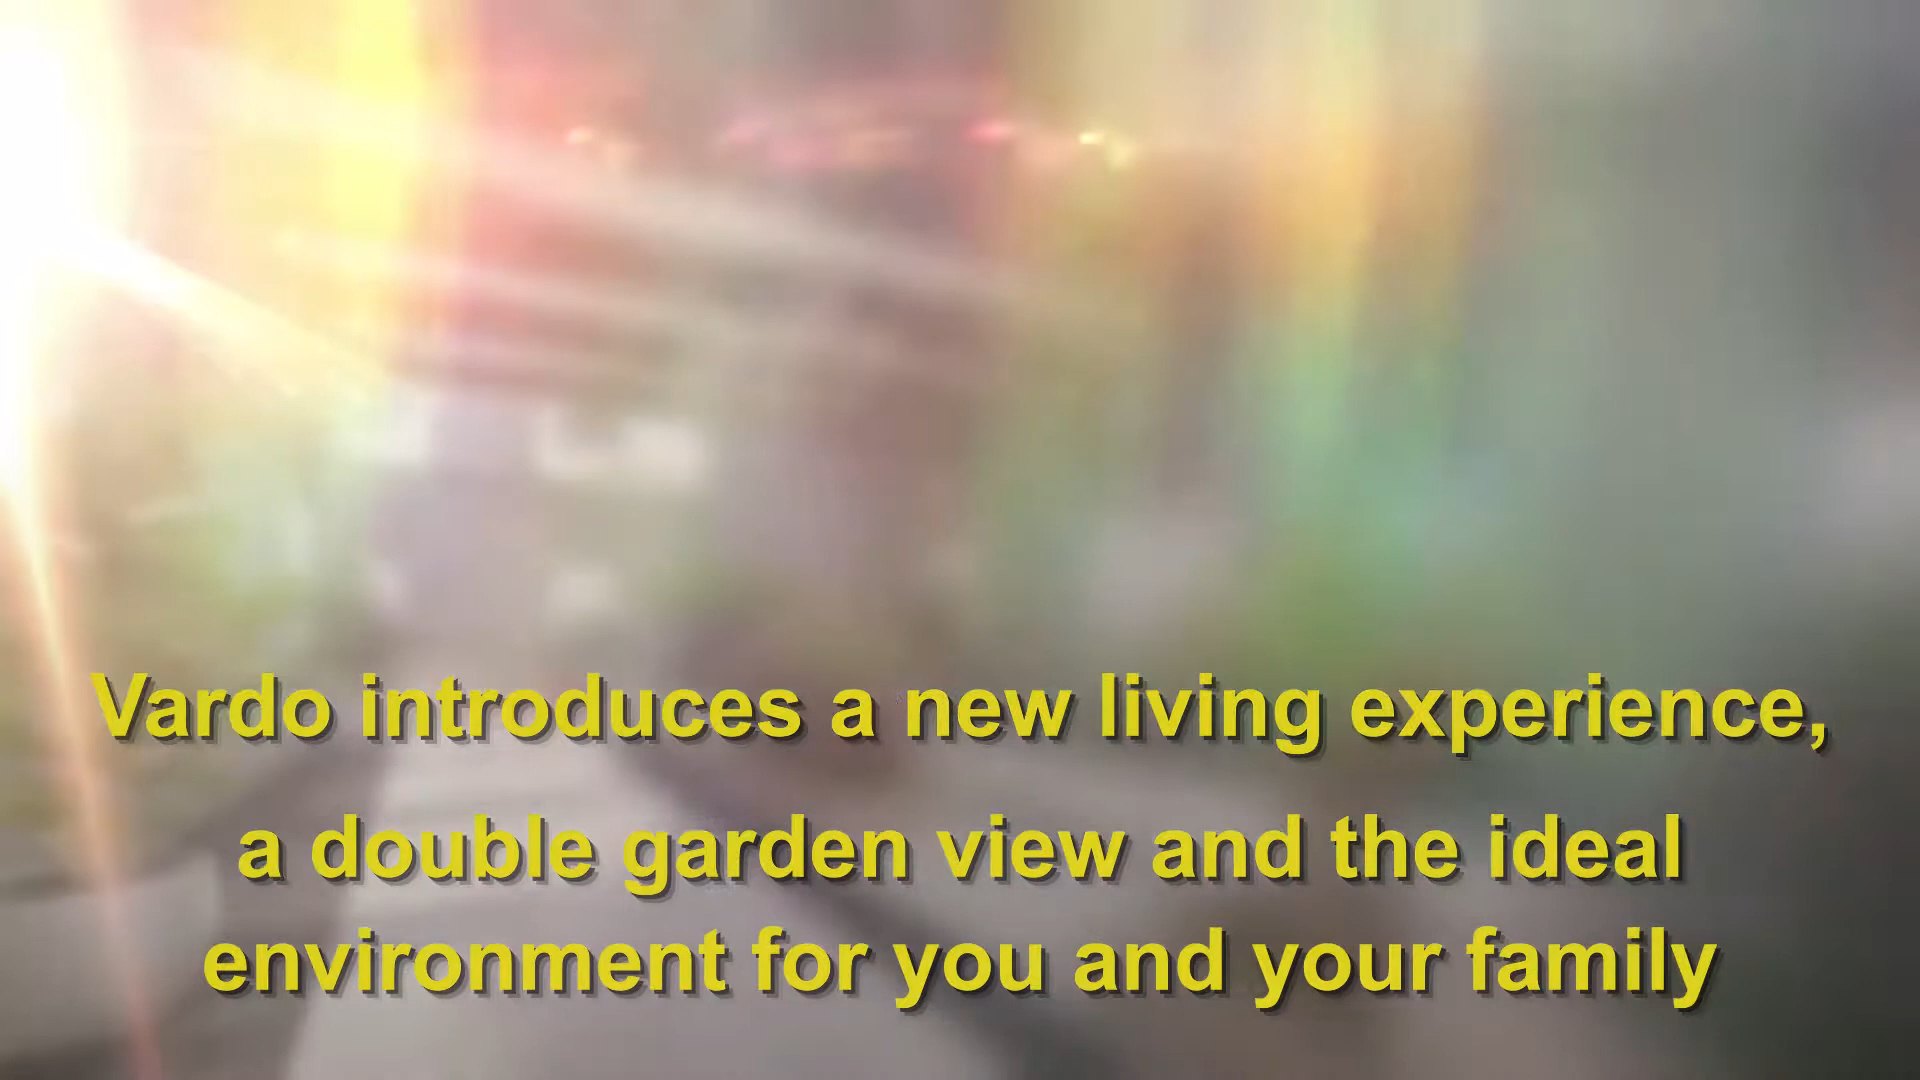 Vardo introduces a new living experience,
a double garden view and the ideal
environment for you and your family